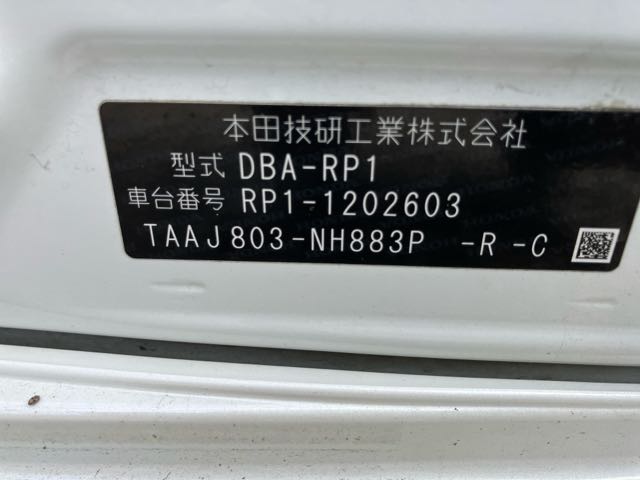 本田技研工業株式会社
型式 DBA-RP1
車台番号 RP1-1202603
TAAJ803-NH883P -R -C